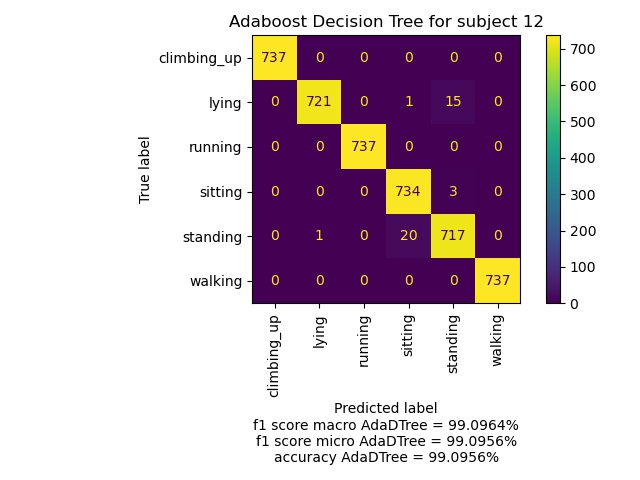 Adaboost Decision Tree for subject 12
climbing_up 737 0 0 0 0 0
lying 0 721 0 1 15 0
running 0 0 737 0 0 0
sitting 0 0 0 734 3 0
standing 0 1 0 20 717 0
walking 0 0 0 0 0 737
True label
climbing_up
lying
running
sitting
standing
walking
Predicted label
f1 score macro AdaDTree = 99.0964%
f1 score micro AdaDTree = 99.0956%
accuracy AdaDTree = 99.0956%
700
600
500
400
300
200
100
0